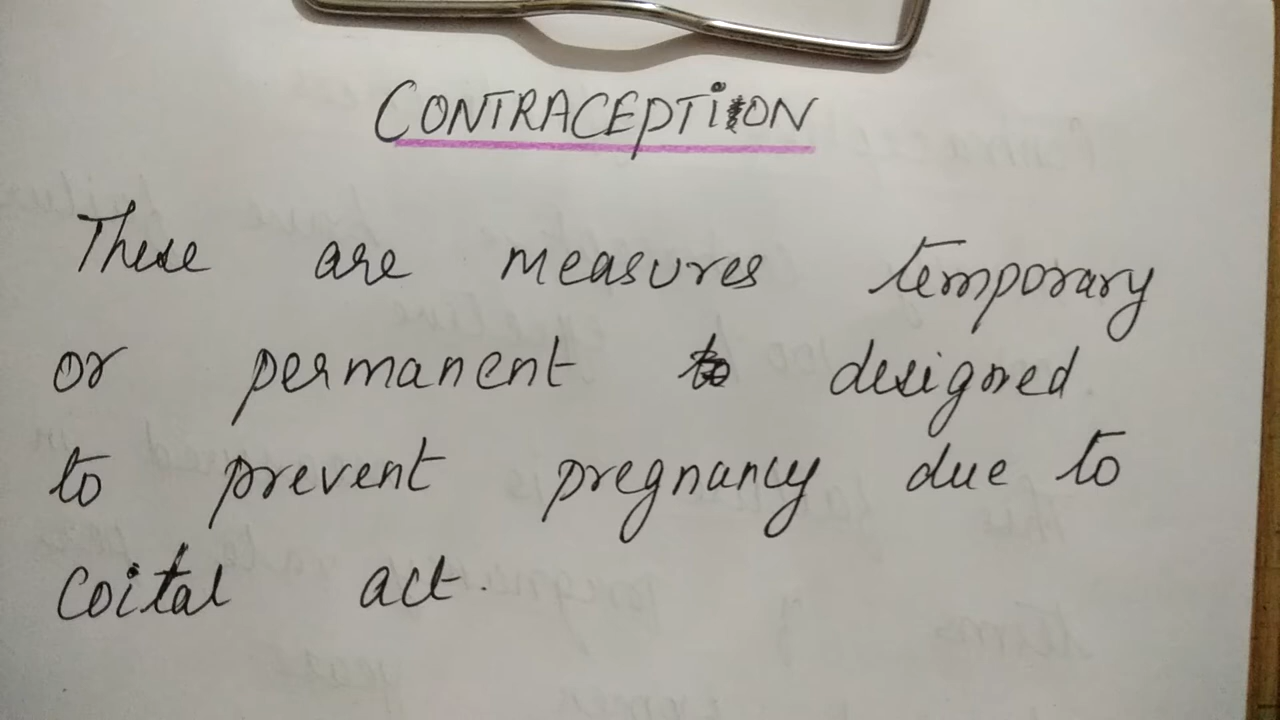 CONTRACEPTiON
These are measures temporary
or permanent designed
to prevent pregnancy due to
Coital act.